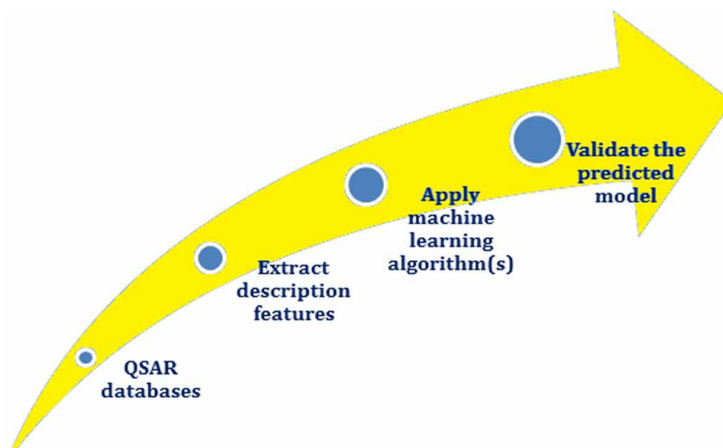 QSAR
databases
Extract
description
features
Apply
machine
learning
algorithm(s)
Validate the
predicted
model